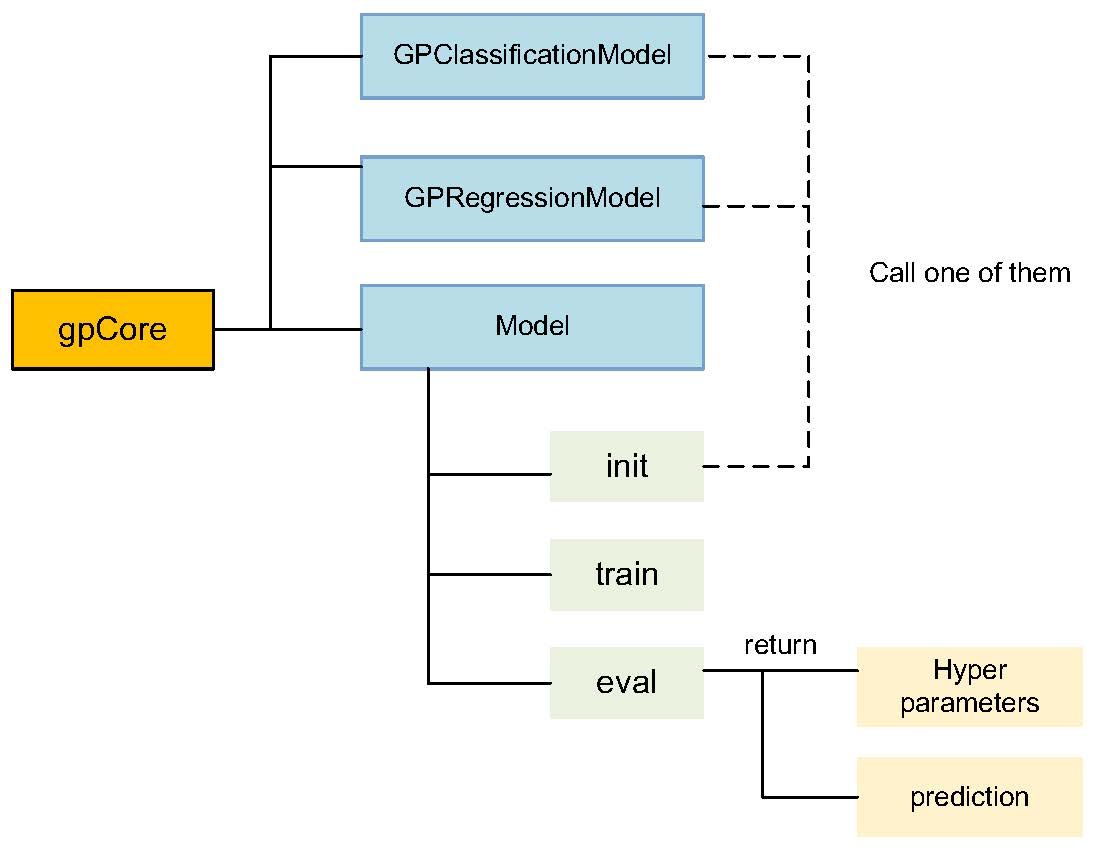 GPClassificationModel
GPRegressionModel
Call one of them
gpCore
Model
init
train
eval
return
Hyper
parameters
prediction